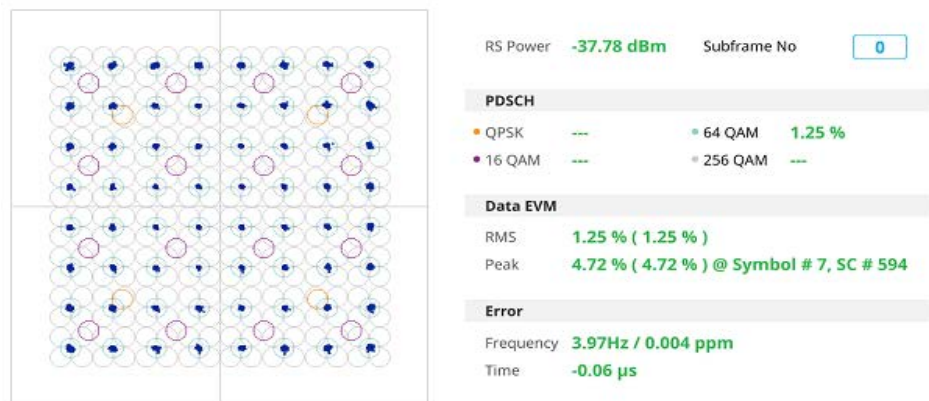 RS Power -37.78 dBm Subframe No 0
PDSCH
QPSK --- 64 QAM 1.25 %
16 QAM --- 256 QAM ---
Data EVM
RMS 1.25 % ( 1.25 % )
Peak 4.72 % ( 4.72 % ) @ Symbol # 7, SC # 594
Error
Frequency 3.97Hz / 0.004 ppm
Time -0.06 µs